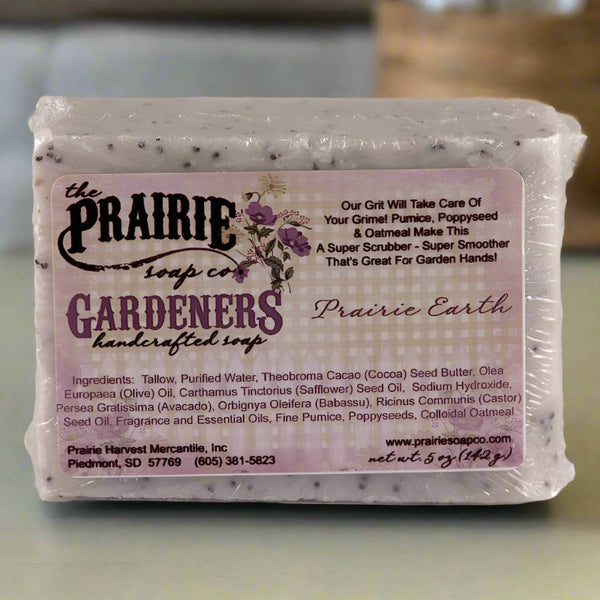 the
PRAIRIE
soap co
GARDENERS
handcrafted soap
Our Grit Will Take Care Of
Your Grime! Pumice, Poppyseed
& Oatmeal Make This
A Super Scrubber - Super Smoother
That's Great For Garden Hands!
Prairie Earth
Ingredients: Tallow, Purified Water, Theobroma Cacao (Cocoa) Seed Butter, Olea
Europaea (Olive) Oil, Carthamus Tinctorius (Safflower) Seed Oil, Sodium Hydroxide,
Persea Gratissima (Avacado), Orbignya Oleifera (Babassu), Ricinus Communis (Castor)
Seed Oil, Fragrance and Essential Oils, Fine Pumice, Poppyseeds, Colloidal Oatmeal
Prairie Harvest Mercantile, Inc
Piedmont, SD 57769 (605) 381-5823
www.prairiesoapco.com
net wt. 5 oz (142 g)